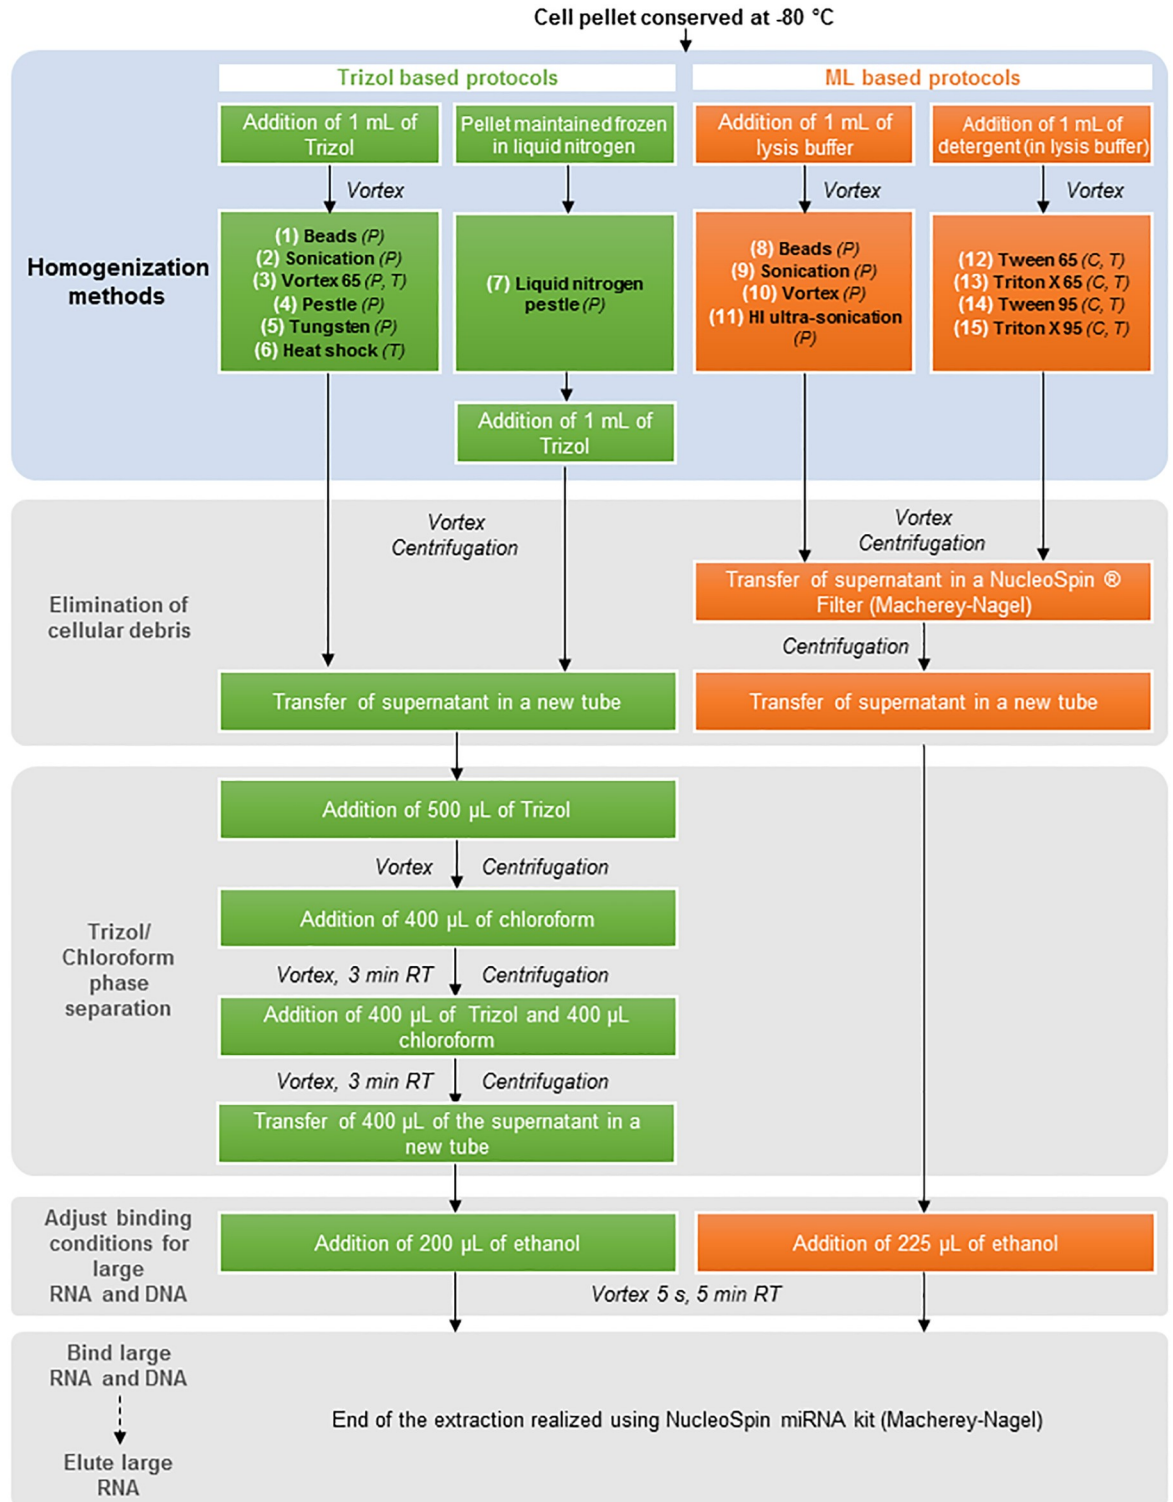 Cell pellet conserved at -80 °C
Trizol based protocols
ML based protocols
Addition of 1 mL of
Trizol
Pellet maintained frozen
in liquid nitrogen
Addition of 1 mL of
lysis buffer
Addition of 1 mL of
detergent (in lysis buffer)
Vortex
Vortex
Vortex
Homogenization
methods
(1) Beads (P)
(2) Sonication (P)
(3) Vortex 65 (P, T)
(4) Pestle (P)
(5) Tungsten (P)
(6) Heat shock (T)
(7) Liquid nitrogen
pestle (P)
(8) Beads (P)
(9) Sonication (P)
(10) Vortex (P)
(11) HI ultra-sonication
(P)
(12) Tween 65 (C, T)
(13) Triton X 65 (C, T)
(14) Tween 95 (C, T)
(15) Triton X 95 (C, T)
Addition of 1 mL of
Trizol
Elimination of
cellular debris
Vortex
Centrifugation
Vortex
Centrifugation
Transfer of supernatant in a NucleoSpin ®
Filter (Macherey-Nagel)
Centrifugation
Transfer of supernatant in a new tube
Transfer of supernatant in a new tube
Trizol/
Chloroform
phase
separation
Addition of 500 µL of Trizol
Vortex
Centrifugation
Addition of 400 µL of chloroform
Vortex, 3 min RT
Centrifugation
Addition of 400 µL of Trizol and 400 µL
chloroform
Vortex, 3 min RT
Centrifugation
Transfer of 400 µL of the supernatant in a
new tube
Adjust binding
conditions for
large
RNA and DNA
Addition of 200 µL of ethanol
Addition of 225 µL of ethanol
Vortex 5 s, 5 min RT
Bind large
RNA and DNA
Elute large
RNA
End of the extraction realized using NucleoSpin miRNA kit (Macherey-Nagel)